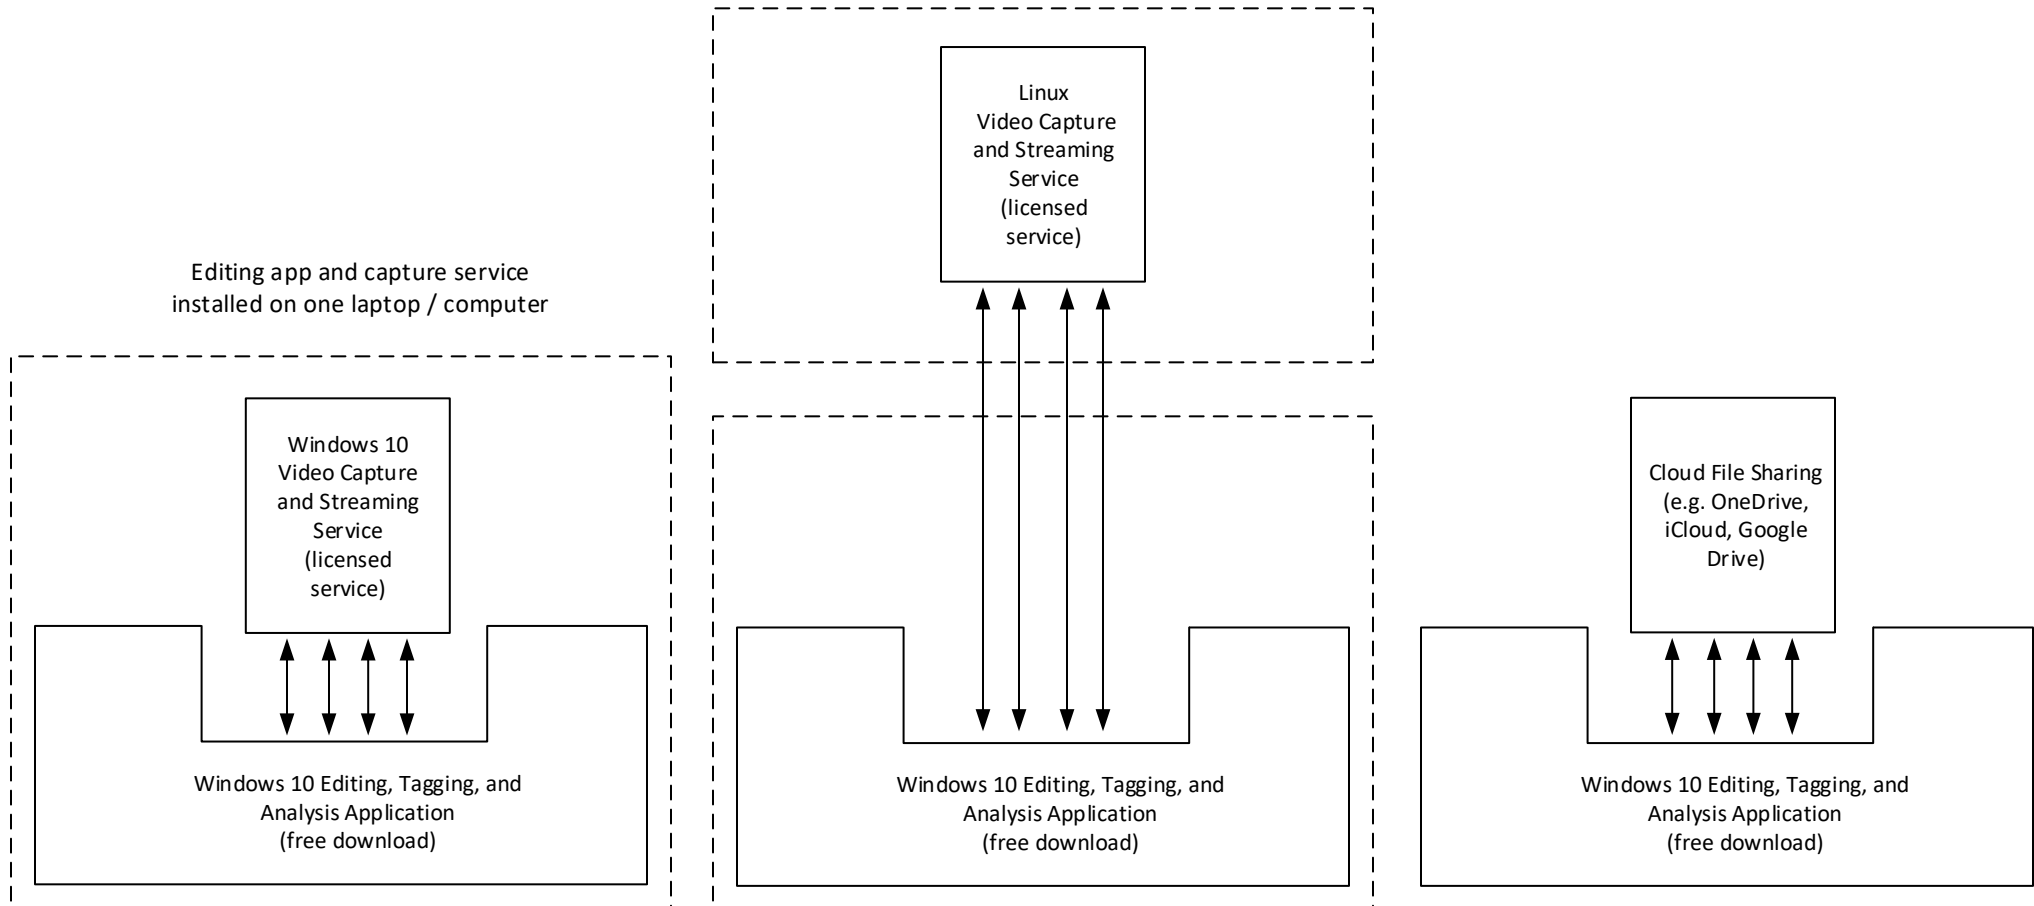 Editing app and capture service
installed on one laptop / computer
Windows 10
Video Capture
and Streaming
Service
(licensed
service)
Windows 10 Editing, Tagging, and
Analysis Application
(free download)
Linux
Video Capture
and Streaming
Service
(licensed
service)
Windows 10 Editing, Tagging, and
Analysis Application
(free download)
Cloud File Sharing
(e.g. OneDrive,
iCloud, Google
Drive)
Windows 10 Editing, Tagging, and
Analysis Application
(free download)